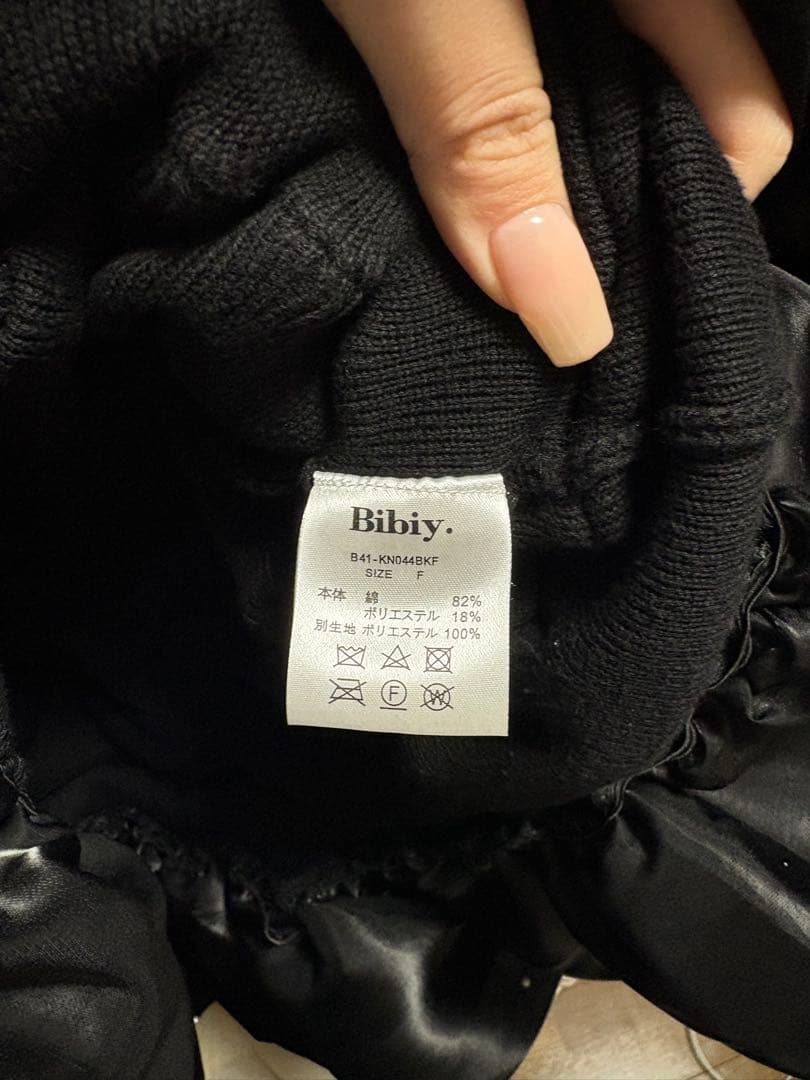 Bibiy.
B41-KN044BKF
SIZE F
本体 綿 82%
ポリエステル 18%
別生地 ポリエステル 100%
F
W